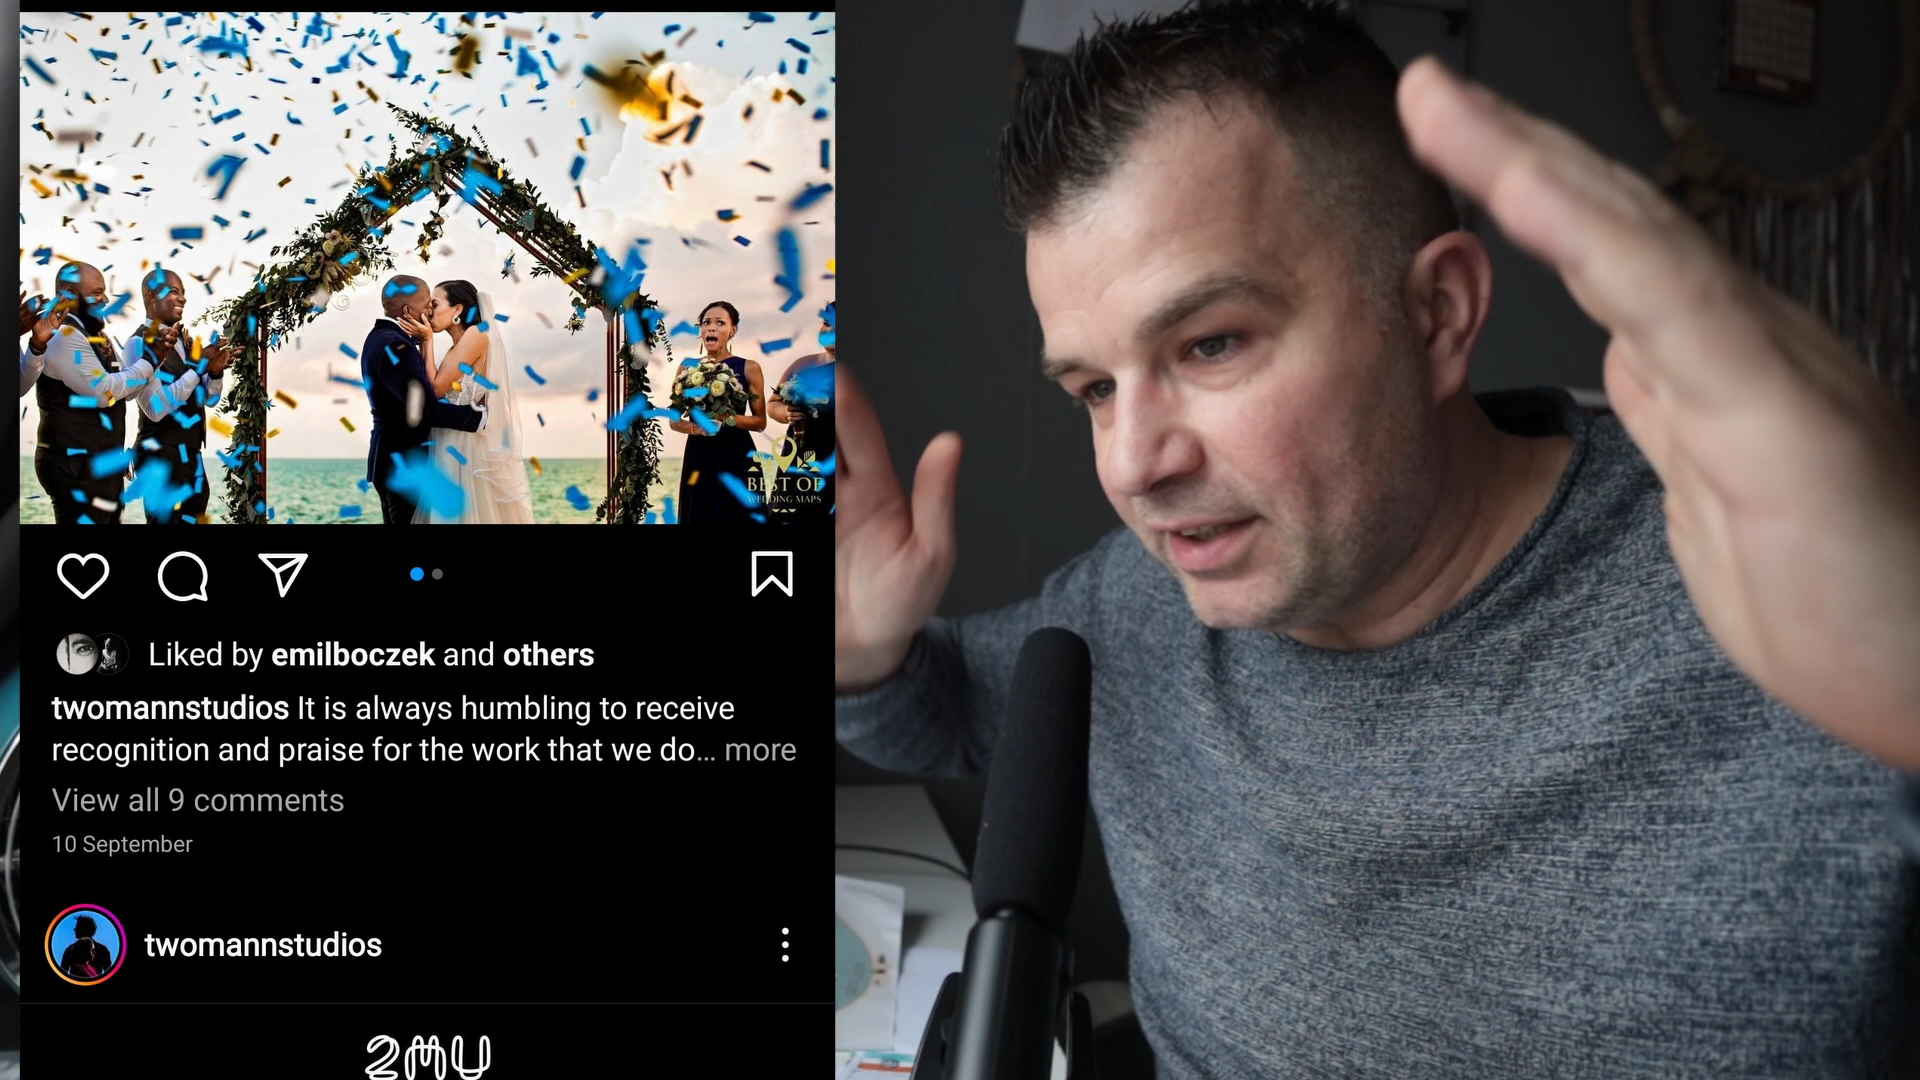 BEST OF
WEDDING MAPS
Liked by emilboczek and others
twomannstudios It is always humbling to receive
recognition and praise for the work that we do... more
View all 9 comments
10 September
twomannstudios
2MU